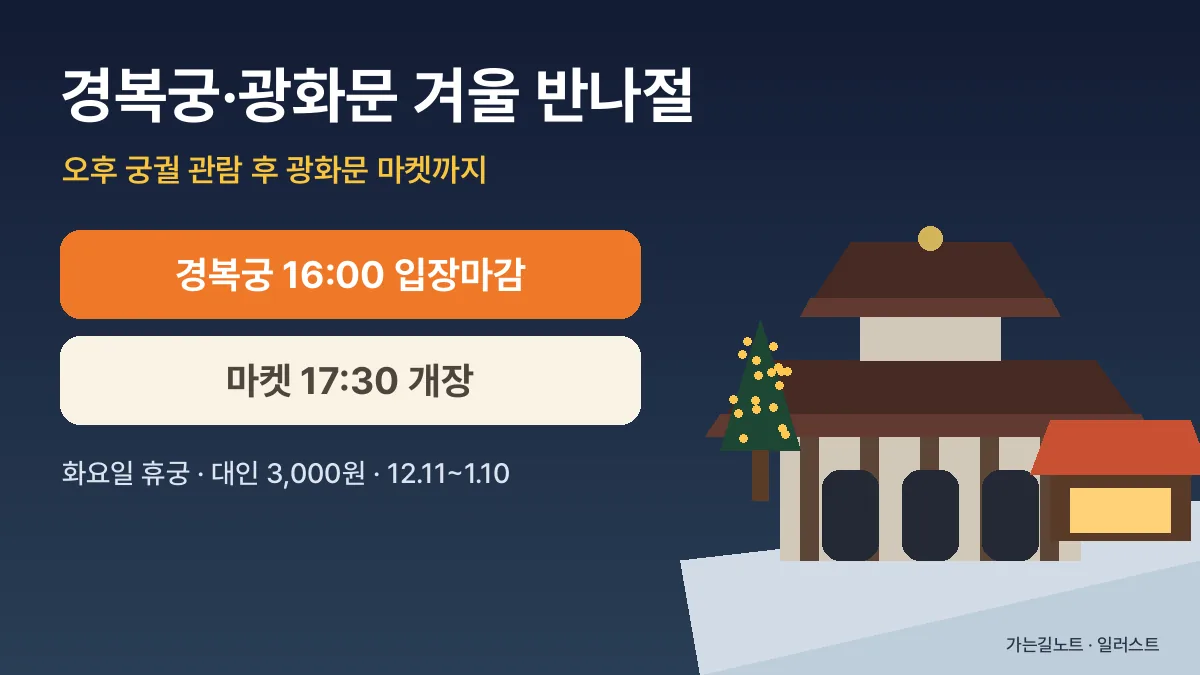 경복궁·광화문 겨울 반나절
오후 궁궐 관람 후 광화문 마켓까지
경복궁 16:00 입장마감
마켓 17:30 개장
화요일 휴궁 · 대인 3,000원 · 12.11~1.10
가는길노트 · 일러스트